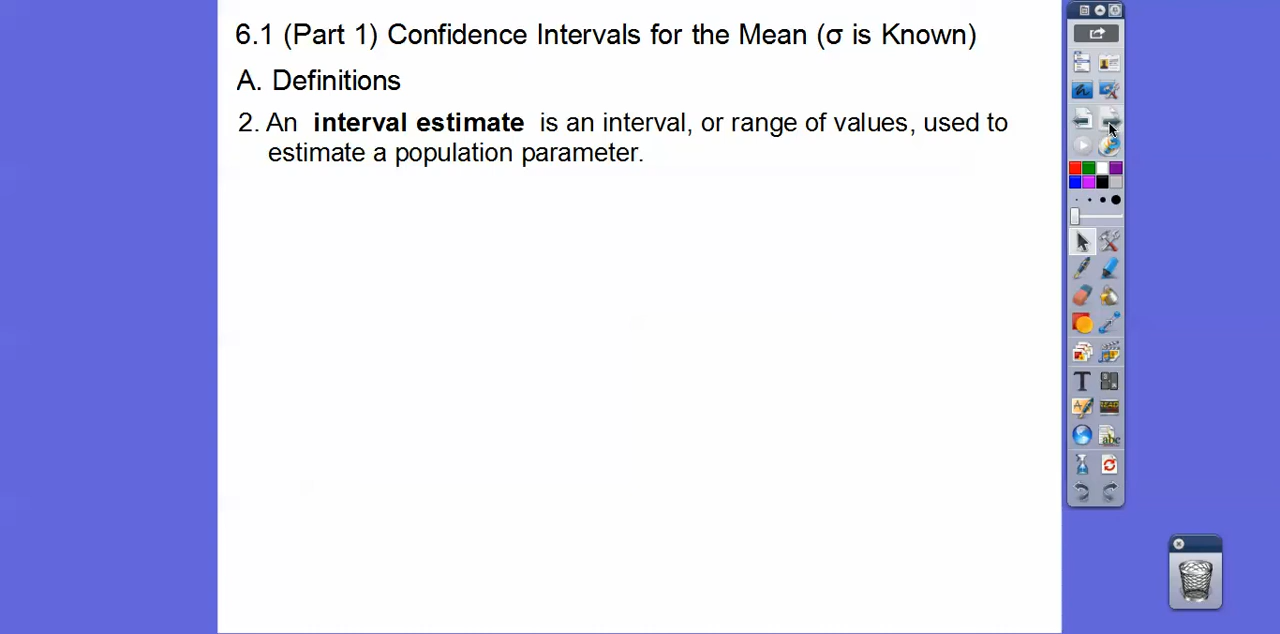 6.1 (Part 1) Confidence Intervals for the Mean (σ is Known)
A. Definitions
2. An interval estimate is an interval, or range of values, used to
estimate a population parameter.